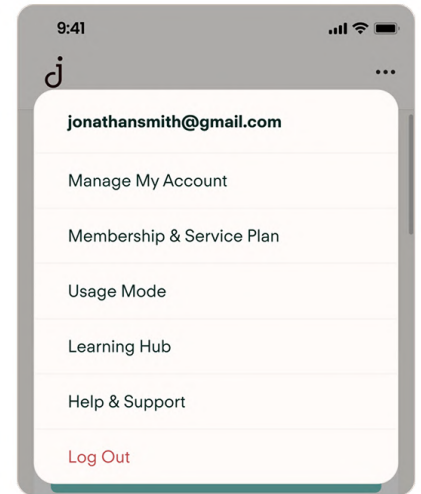 9:41
jonathansmith@gmail.com
Manage My Account
Membership & Service Plan
Usage Mode
Learning Hub
Help & Support
Log Out